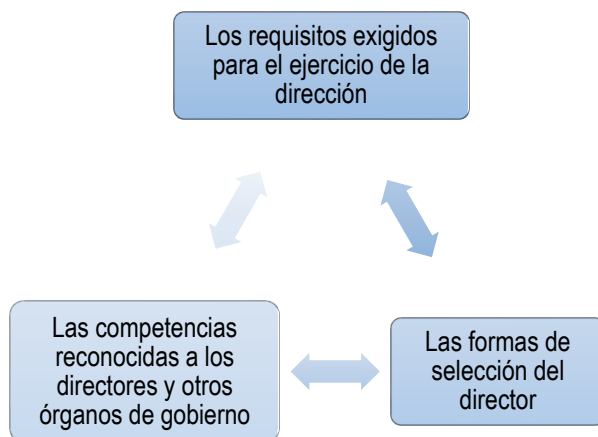 Los requisitos exigidos
para el ejercicio de la
dirección
Las competencias
reconocidas a los
directores y otros
órganos de gobierno
Las formas de
selección del
director